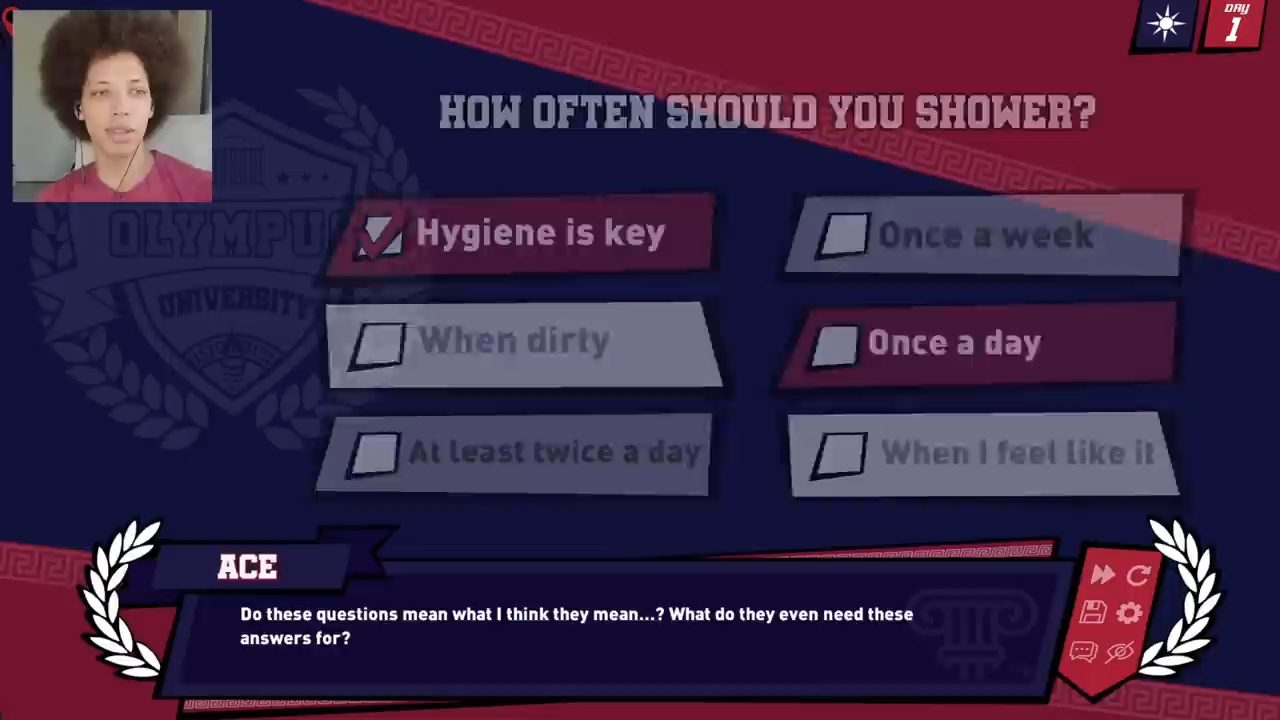 DAY
1
HOW OFTEN SHOULD YOU SHOWER?
OLYMPUS
UNIVERSITY
Hygiene is key
Once a week
When dirty
Once a day
At least twice a day
When I feel like it
ACE
Do these questions mean what I think they mean...? What do they even need these
answers for?